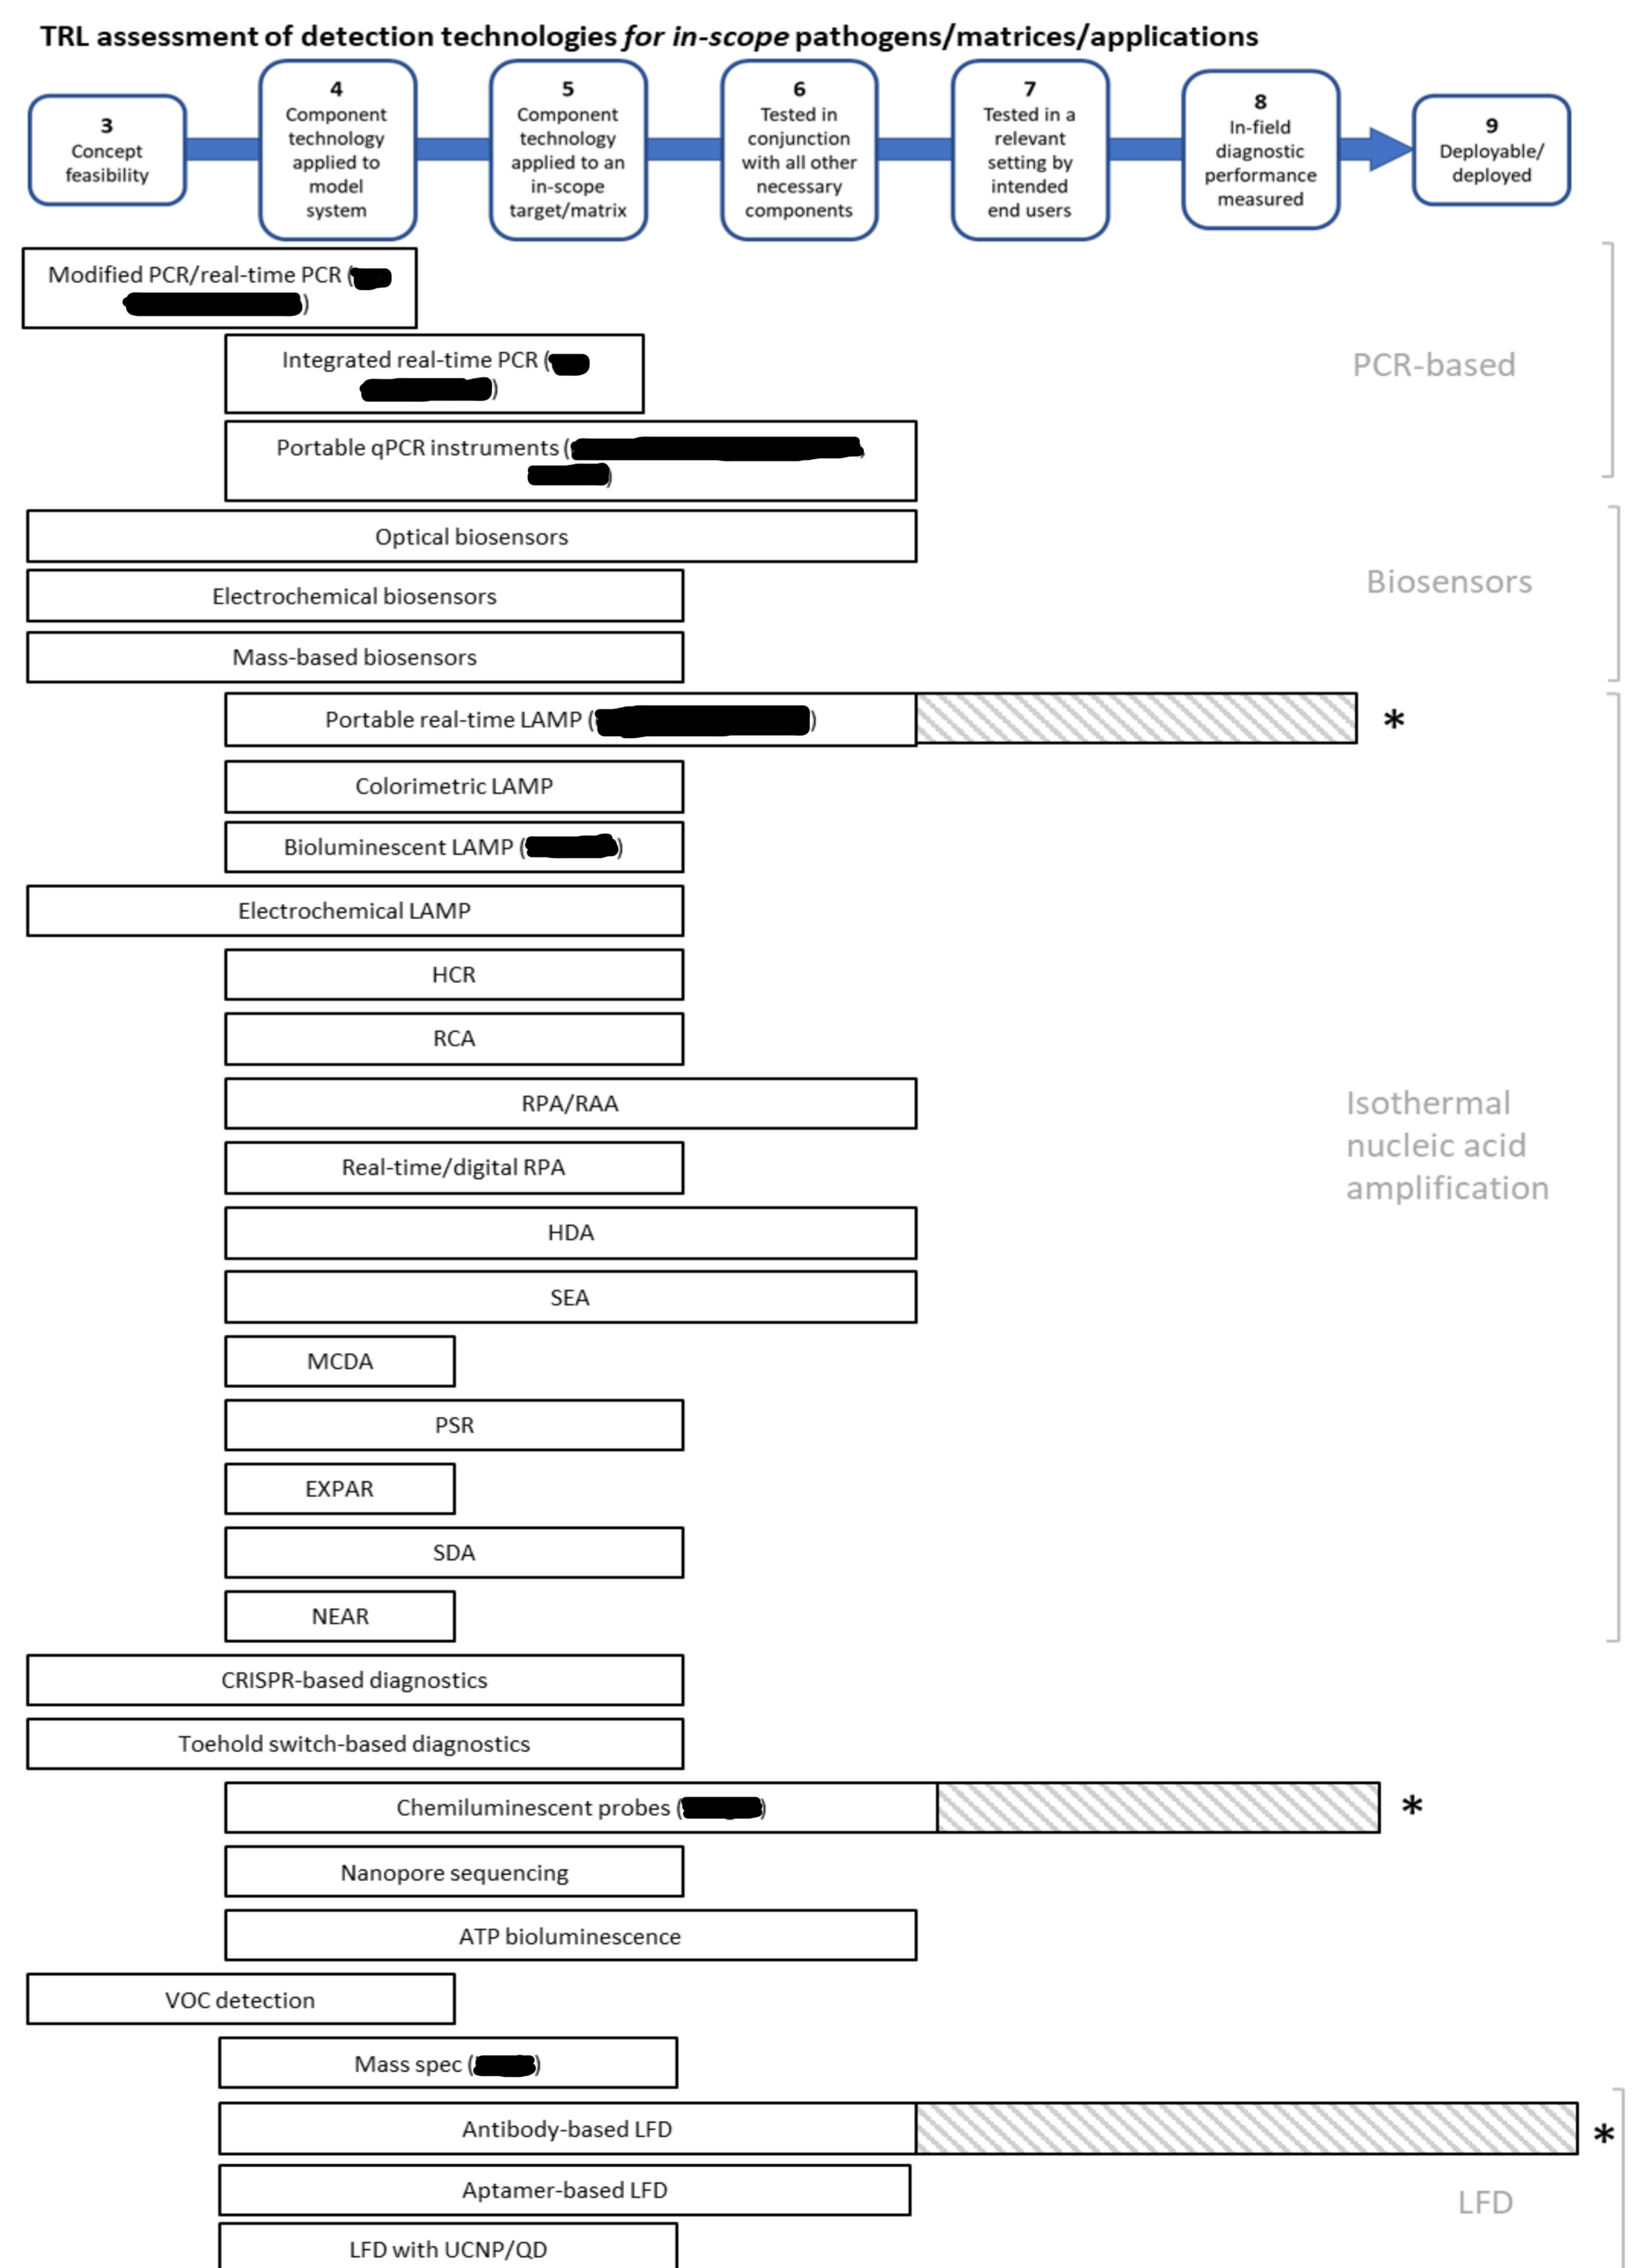 TRL assessment of detection technologies for in-scope pathogens/matrices/applications
3
Concept
feasibility
4
Component
technology
applied to
model
system
5
Component
technology
applied to an
in-scope
target/matrix
6
Tested in
conjunction
with all other
necessary
components
7
Tested in a
relevant
setting by
intended
end users
8
In-field
diagnostic
performance
measured
9
Deployable/
deployed
Modified PCR/real-time PCR (
)
Integrated real-time PCR (
)
PCR-based
Portable qPCR instruments (
)
Optical biosensors
Electrochemical biosensors
Biosensors
Mass-based biosensors
Portable real-time LAMP ( ) *
Colorimetric LAMP
Bioluminescent LAMP ( )
Electrochemical LAMP
HCR
RCA
RPA/RAA
Isothermal
nucleic acid
amplification
Real-time/digital RPA
HDA
SEA
MCDA
PSR
EXPAR
SDA
NEAR
CRISPR-based diagnostics
Toehold switch-based diagnostics
Chemiluminescent probes ( ) *
Nanopore sequencing
ATP bioluminescence
VOC detection
Mass spec ( )
Antibody-based LFD *
Aptamer-based LFD
LFD
LFD with UCNP/QD